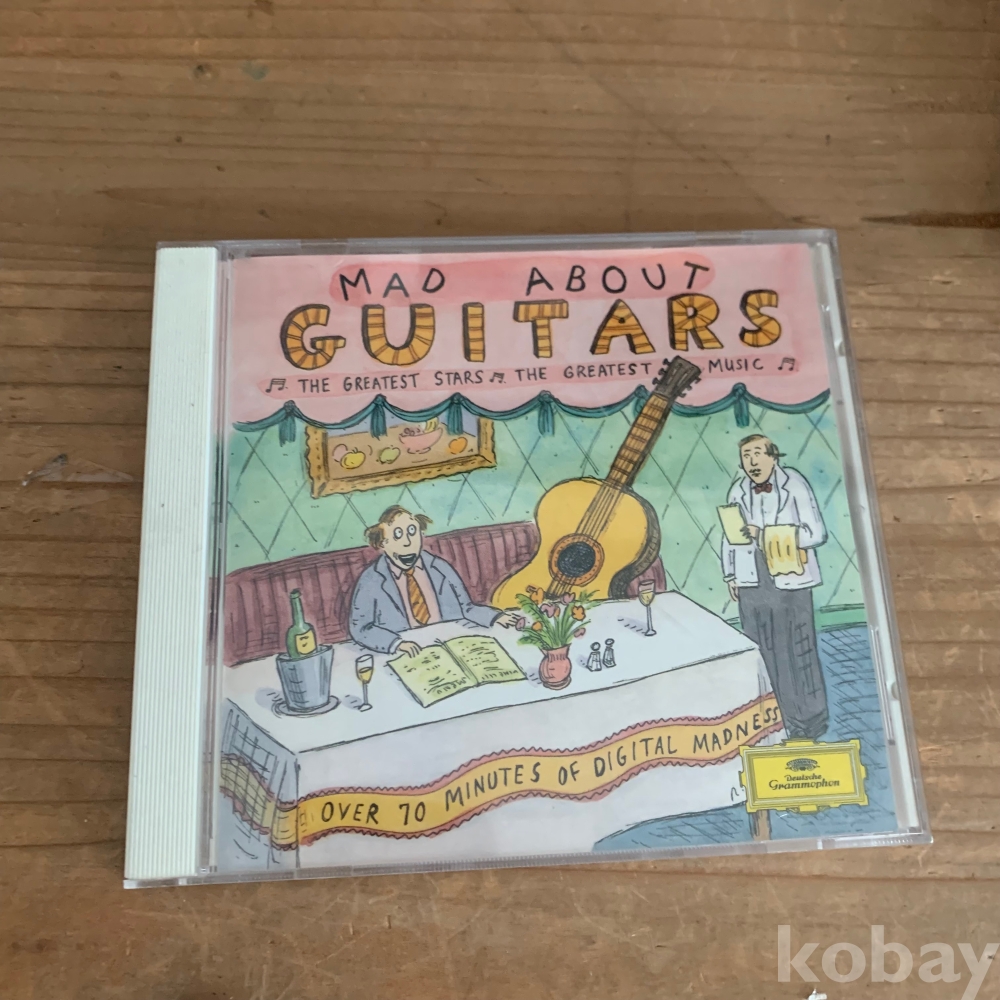 MAD ABOUT
GUITARS
THE GREATEST STARS THE GREATEST MUSIC
OVER 70 MINUTES OF DIGITAL MADNESS
Deutsche
Grammophon
kobay